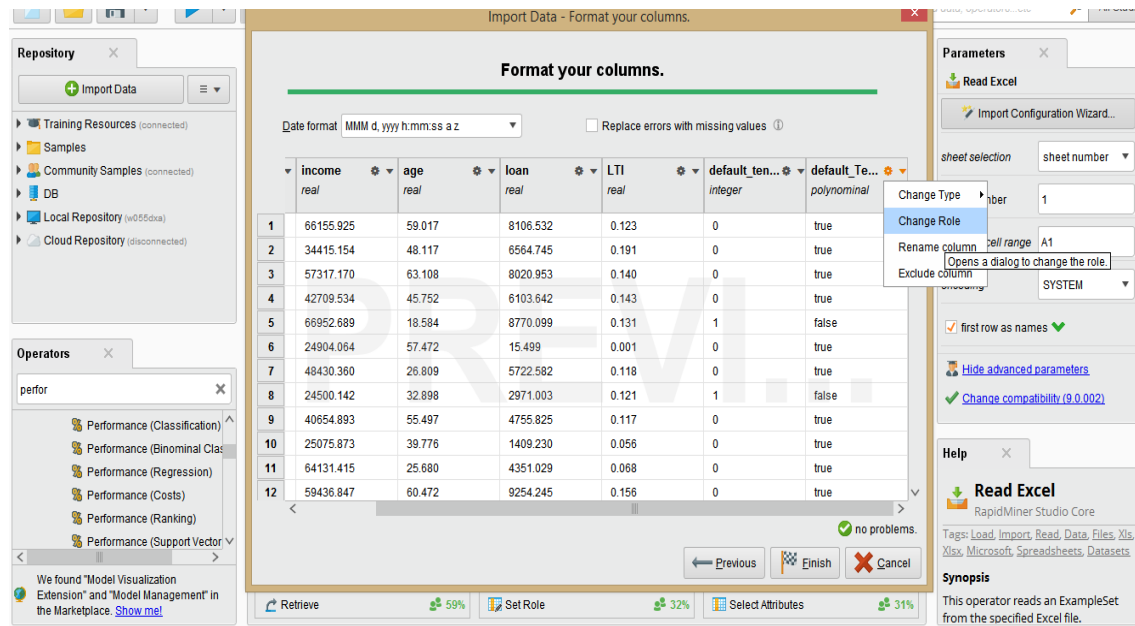 Import Data - Format your columns.
Repository
Import Data
Training Resources (connected)
Samples
Community Samples (connected)
DB
Local Repository (w055dxa)
Cloud Repository (disconnected)
Operators
perfor
Performance (Classification)
Performance (Binominal Clas
Performance (Regression)
Performance (Costs)
Performance (Ranking)
Performance (Support Vector
We found "Model Visualization
Extension" and "Model Management" in
the Marketplace. Show me!
Format your columns.
Date format MMM d, yyyy h:mm:ss a z Replace errors with missing values
income age loan LTI default_ten... default_Te...
real real real real integer polynominal
1 66155.925 59.017 8106.532 0.123 0 true
2 34415.154 48.117 6564.745 0.191 0 true
3 57317.170 63.108 8020.953 0.140 0 true
4 42709.534 45.752 6103.642 0.143 0 true
5 66952.689 18.584 8770.099 0.131 1 false
6 24904.064 57.472 15.499 0.001 0 true
7 48430.360 26.809 5722.582 0.118 0 true
8 24500.142 32.898 2971.003 0.121 1 false
9 40654.893 55.497 4755.825 0.117 0 true
10 25075.873 39.776 1409.230 0.056 0 true
11 64131.415 25.680 4351.029 0.068 0 true
12 59436.847 60.472 9254.245 0.156 0 true
PREVI...
no problems.
Previous Finish Cancel
Change Type
Change Role
Rename column
Exclude column
Opens a dialog to change the role.
Retrieve 59% Set Role 32% Select Attributes 31%
Parameters
Read Excel
Import Configuration Wizard...
sheet selection sheet number
1
cell range A1
encoding SYSTEM
first row as names
Hide advanced parameters
Change compatibility (9.0.002)
Help
Read Excel
RapidMiner Studio Core
Tags: Load, Import, Read, Data, Files, Xls,
Xlsx, Microsoft, Spreadsheets, Datasets
Synopsis
This operator reads an ExampleSet
from the specified Excel file.